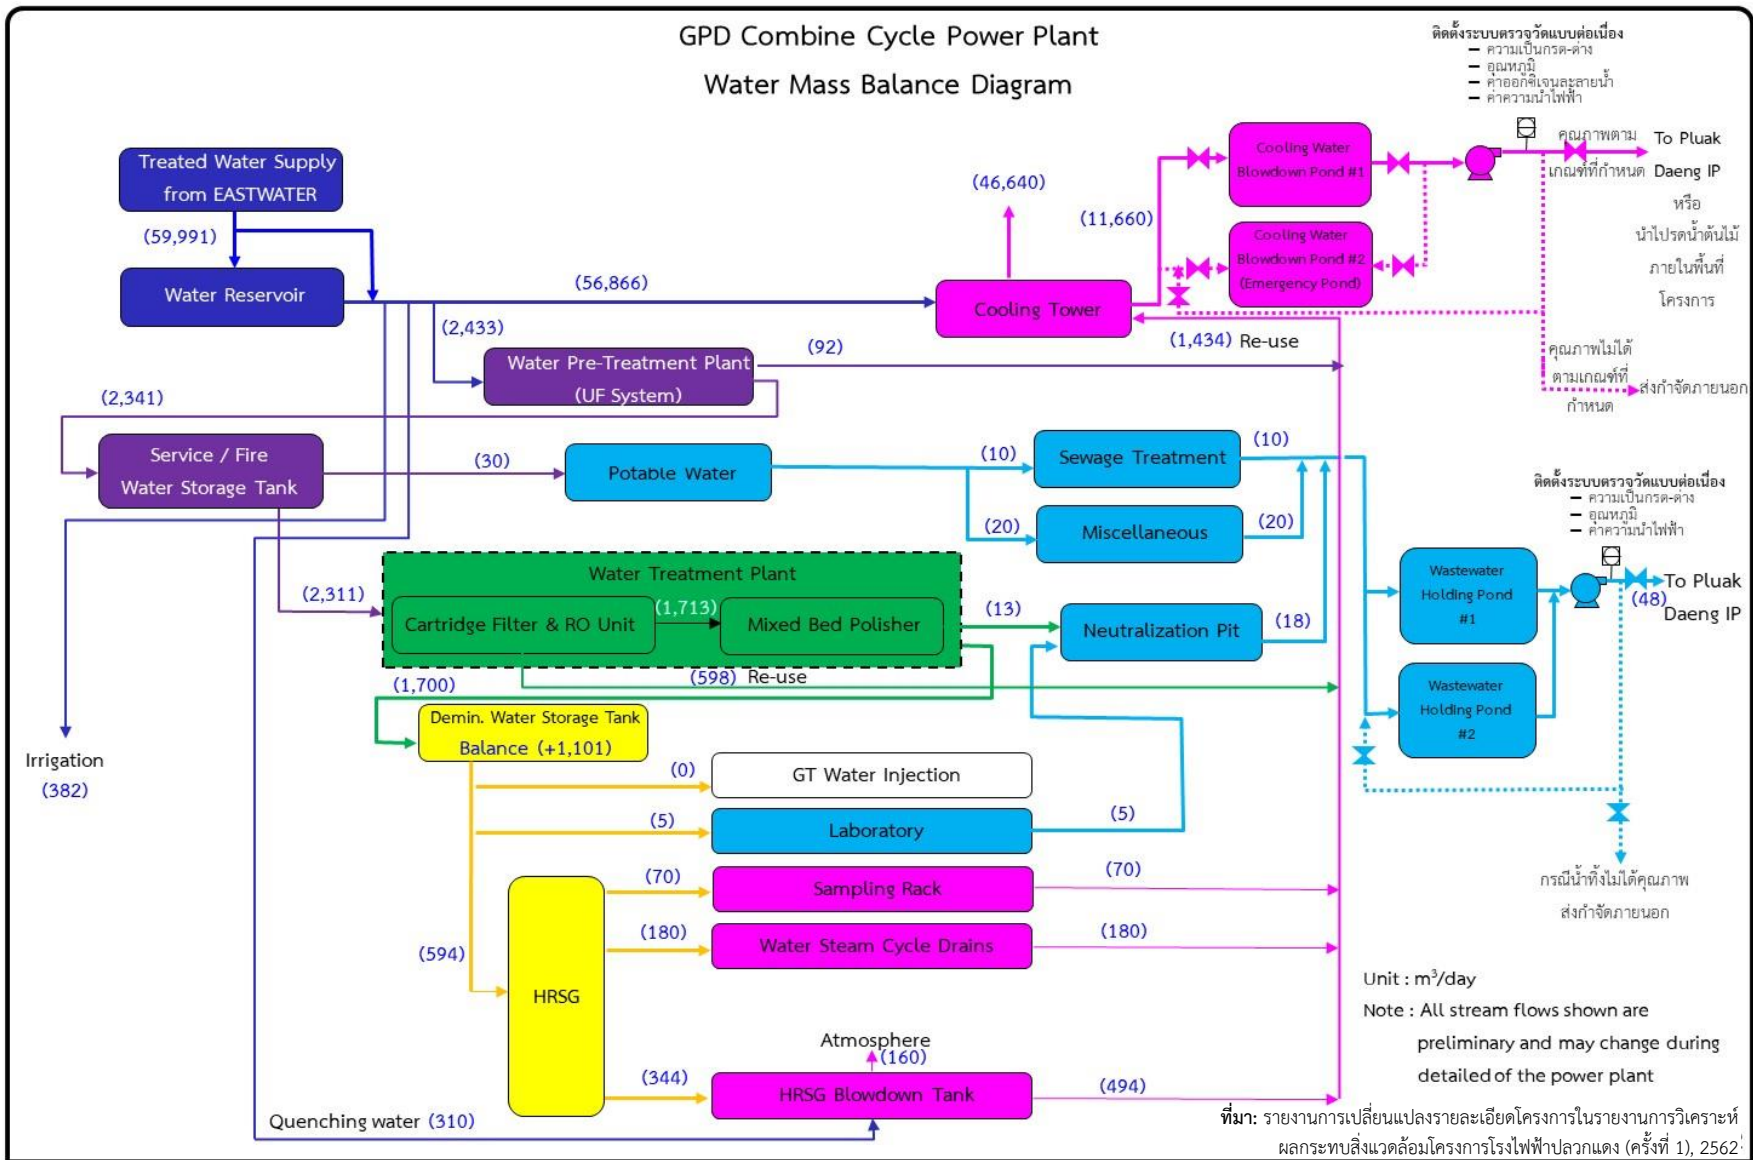 GPD Combine Cycle Power Plant
Water Mass Balance Diagram
ติดตั้งระบบตรวจวัดแบบต่อเนื่อง
– ความเป็นกรด-ด่าง
– อุณหภูมิ
– ค่าออกซิเจนละลายน้ำ
– ค่าความนำไฟฟ้า
Treated Water Supply
from EASTWATER
(59,991)
Water Reservoir
(56,866)
(46,640)
Cooling Tower
(11,660)
Cooling Water
Blowdown Pond #1
Cooling Water
Blowdown Pond #2
(Emergency Pond)
คุณภาพตาม
เกณฑ์ที่กำหนด
To Pluak
Daeng IP
หรือ
นำไปรดน้ำต้นไม้
ภายในพื้นที่
โครงการ
คุณภาพไม่ได้
ตามเกณฑ์ที่
กำหนด
ส่งกำจัดภายนอก
(2,433)
(1,434) Re-use
Water Pre-Treatment Plant
(UF System)
(92)
(2,341)
Service / Fire
Water Storage Tank
(30)
Potable Water
(10)
Sewage Treatment
(10)
(20)
Miscellaneous
(20)
ติดตั้งระบบตรวจวัดแบบต่อเนื่อง
– ความเป็นกรด-ด่าง
– อุณหภูมิ
– ค่าความนำไฟฟ้า
Water Treatment Plant
(2,311)
Cartridge Filter & RO Unit
(1,713)
Mixed Bed Polisher
(13)
Neutralization Pit
(18)
Wastewater
Holding Pond
#1
Wastewater
Holding Pond
#2
To Pluak
(48)
Daeng IP
(598) Re-use
(1,700)
Demin. Water Storage Tank
Balance (+1,101)
Irrigation
(382)
(0)
GT Water Injection
(5)
Laboratory
(5)
(70)
Sampling Rack
(70)
(180)
Water Steam Cycle Drains
(180)
(594)
HRSG
กรณีน้ำทิ้งไม่ได้คุณภาพ
ส่งกำจัดภายนอก
Atmosphere
(160)
(344)
HRSG Blowdown Tank
(494)
Quenching water (310)
Unit : m³/day
Note : All stream flows shown are
preliminary and may change during
detailed of the power plant
ที่มา: รายงานการเปลี่ยนแปลงรายละเอียดโครงการในรายงานการวิเคราะห์
ผลกระทบสิ่งแวดล้อมโครงการโรงไฟฟ้าปลวกแดง (ครั้งที่ 1), 2562